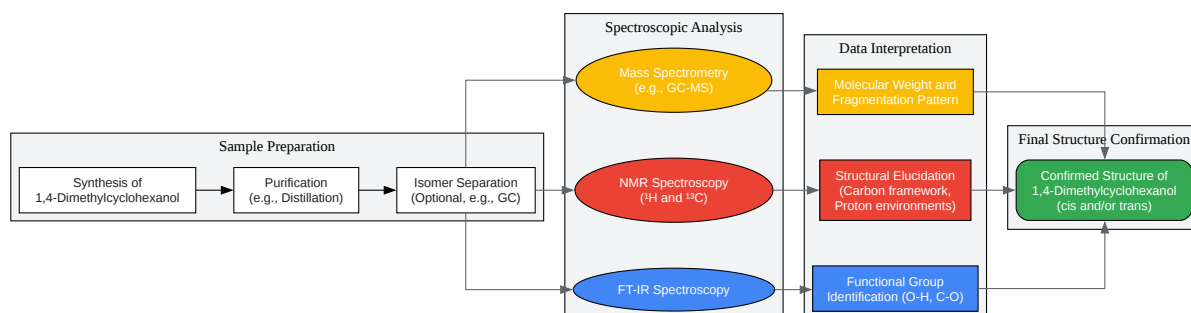 Sample Preparation
Synthesis of
1,4-Dimethylcyclohexanol
Purification
(e.g., Distillation)
Isomer Separation
(Optional, e.g., GC)
Spectroscopic Analysis
Mass Spectrometry
(e.g., GC-MS)
NMR Spectroscopy
(¹H and ¹³C)
FT-IR Spectroscopy
Data Interpretation
Molecular Weight and
Fragmentation Pattern
Structural Elucidation
(Carbon framework,
Proton environments)
Functional Group
Identification (O-H, C-O)
Final Structure Confirmation
Confirmed Structure of
1,4-Dimethylcyclohexanol
(cis and/or trans)